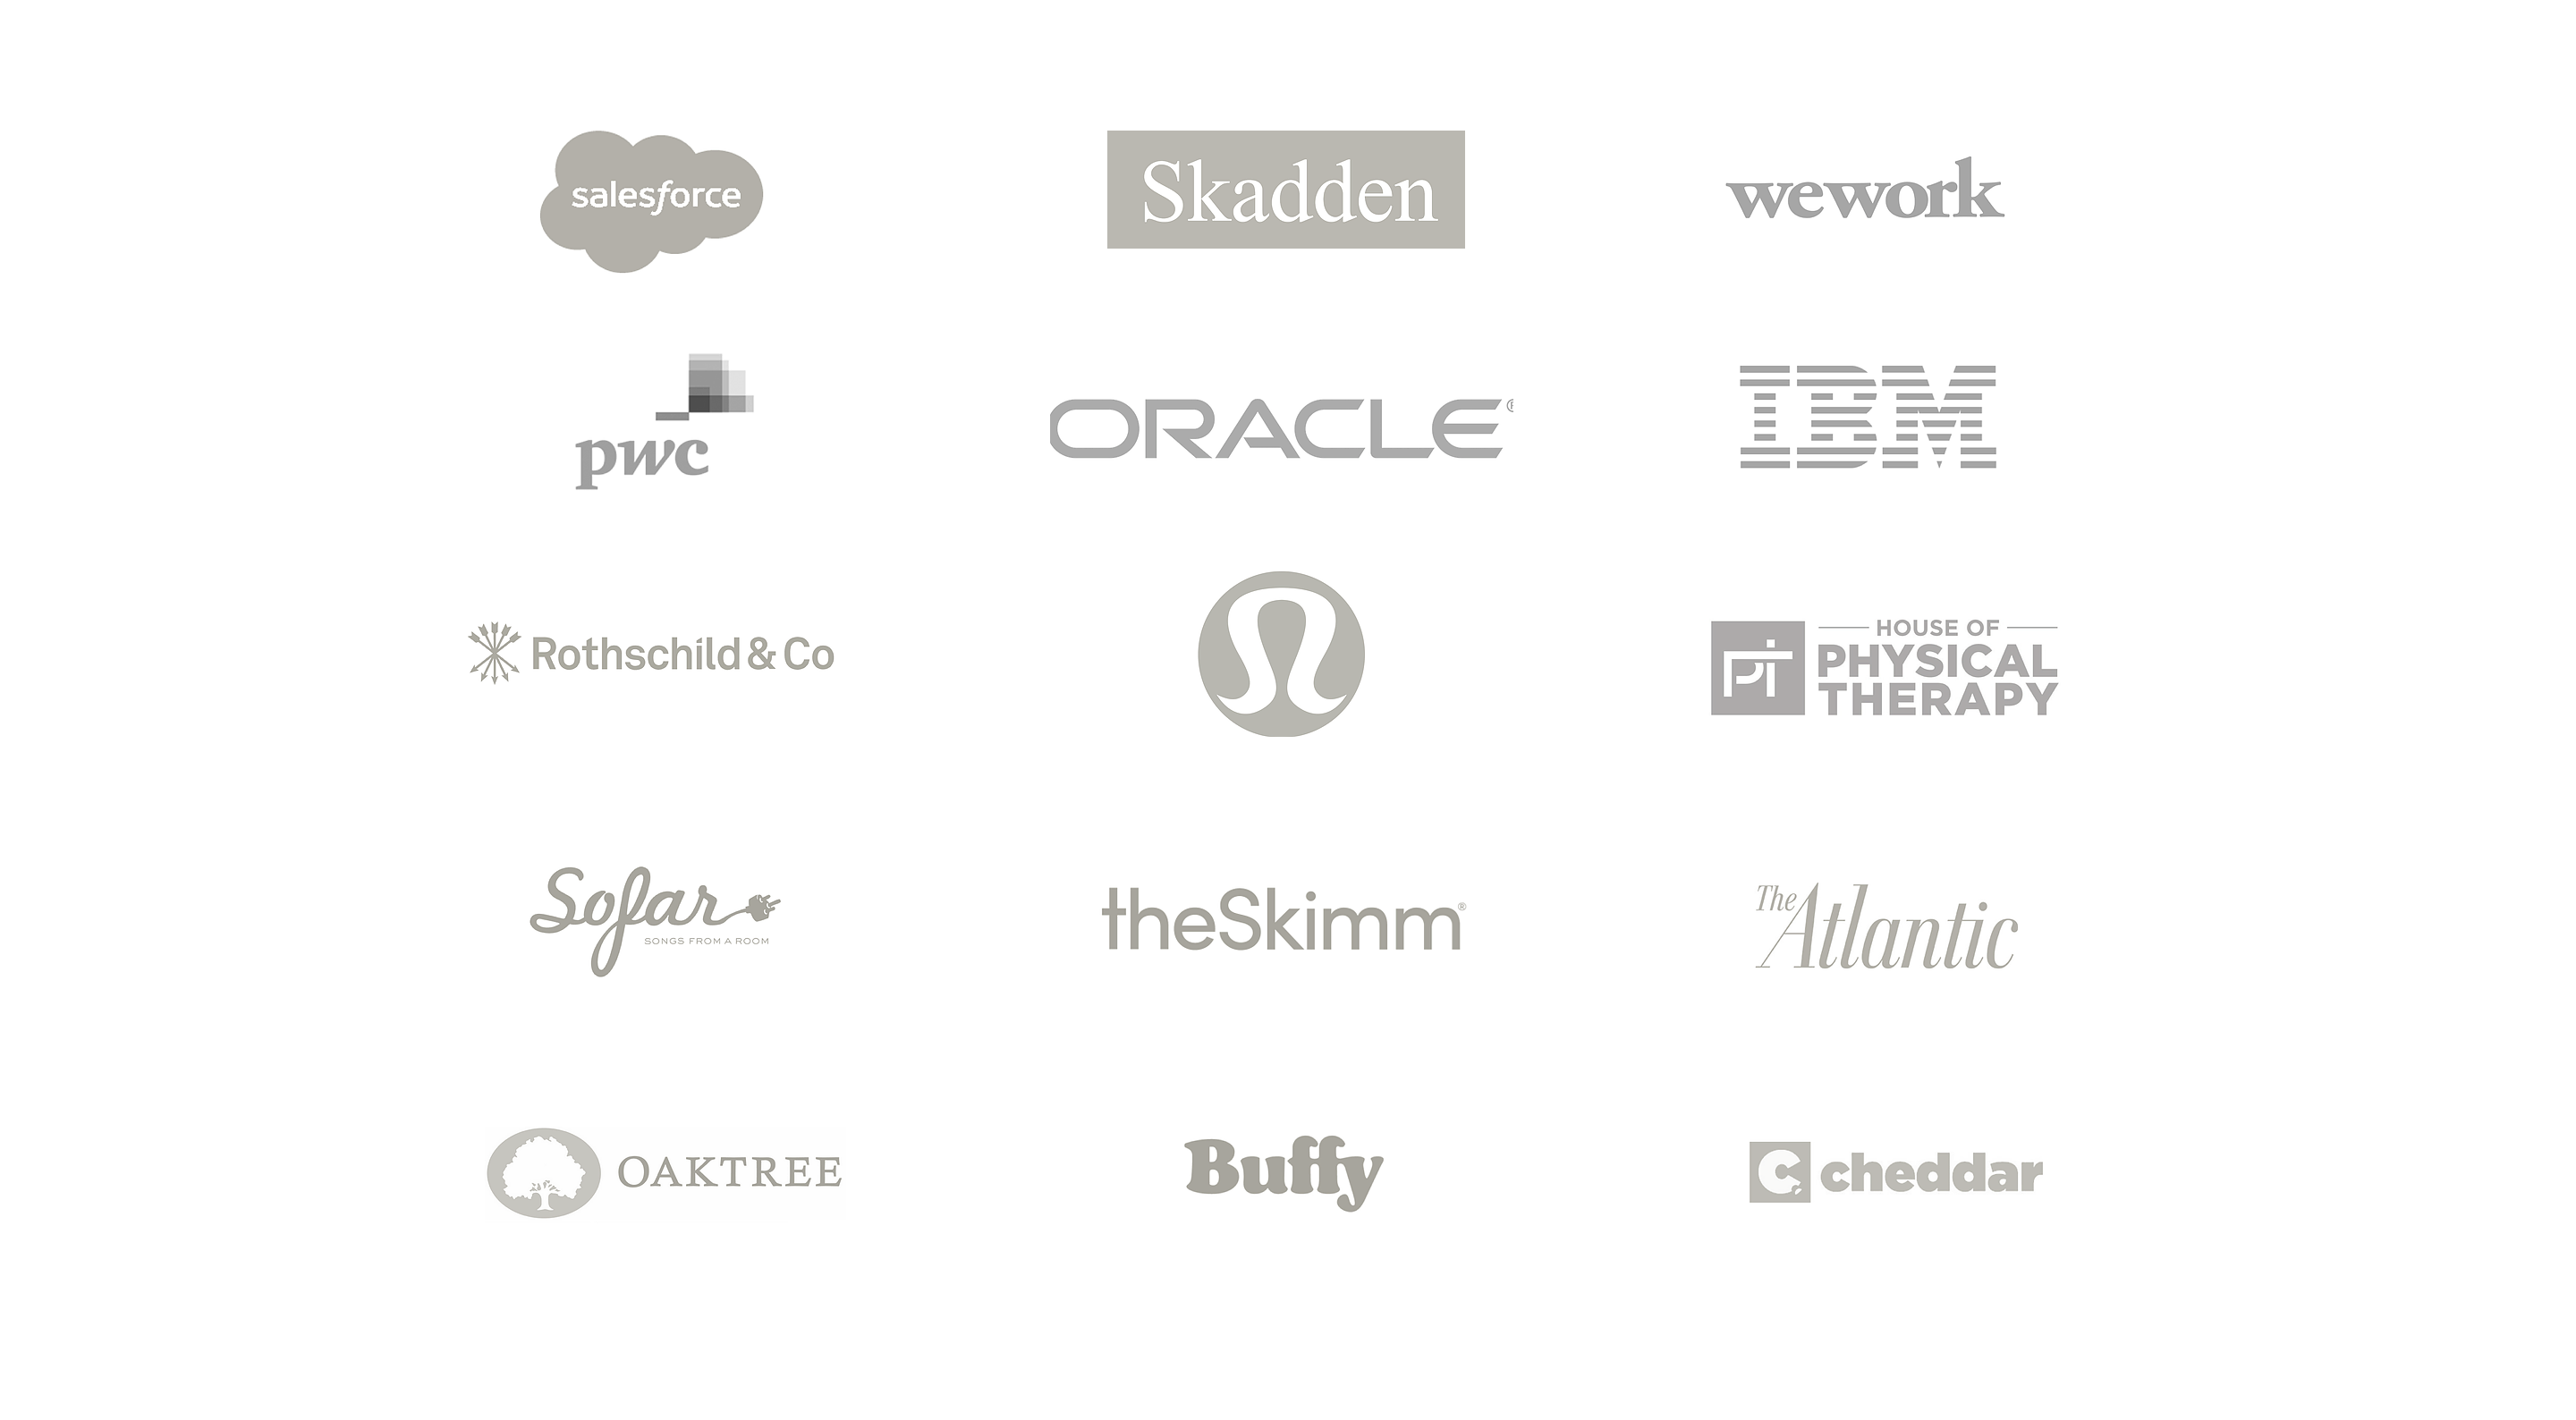 salesforce
Skadden
wework
pwc
ORACLE®
IBM
Rothschild & Co
HOUSE OF
PHYSICAL
THERAPY
PT
Sofar
SONGS FROM A ROOM
theSkimm®
The
Atlantic
OAKTREE
Buffy
C
cheddar